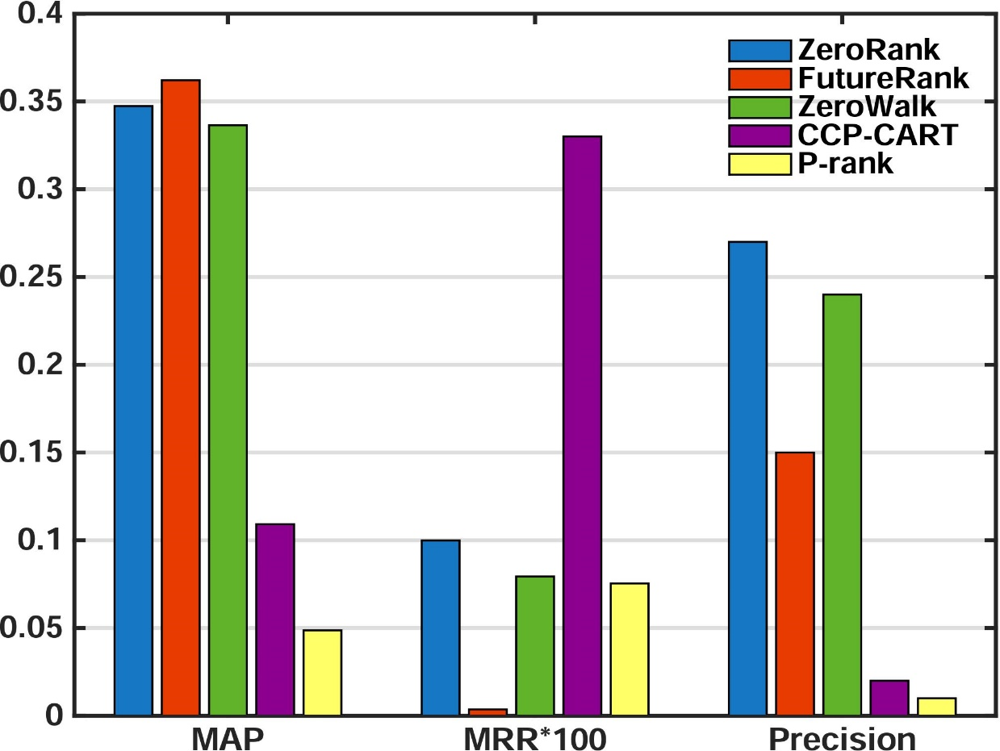 0.4
0.35
0.3
0.25
0.2
0.15
0.1
0.05
0
ZeroRank
FutureRank
ZeroWalk
CCP-CART
P-rank
MAP
MRR*100
Precision